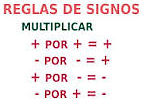 REGLAS DE SIGNOS
MULTIPLICAR
+ POR + = +
- POR - = +
+ POR - = -
- POR + = -